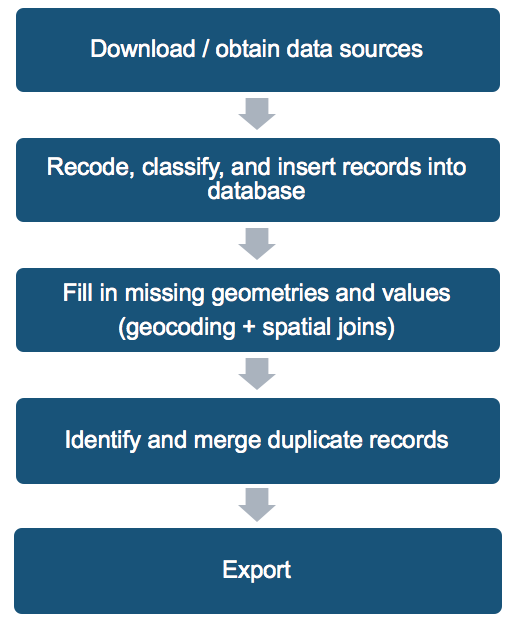 Download / obtain data sources
Recode, classify, and insert records into
database
Fill in missing geometries and values
(geocoding + spatial joins)
Identify and merge duplicate records
Export